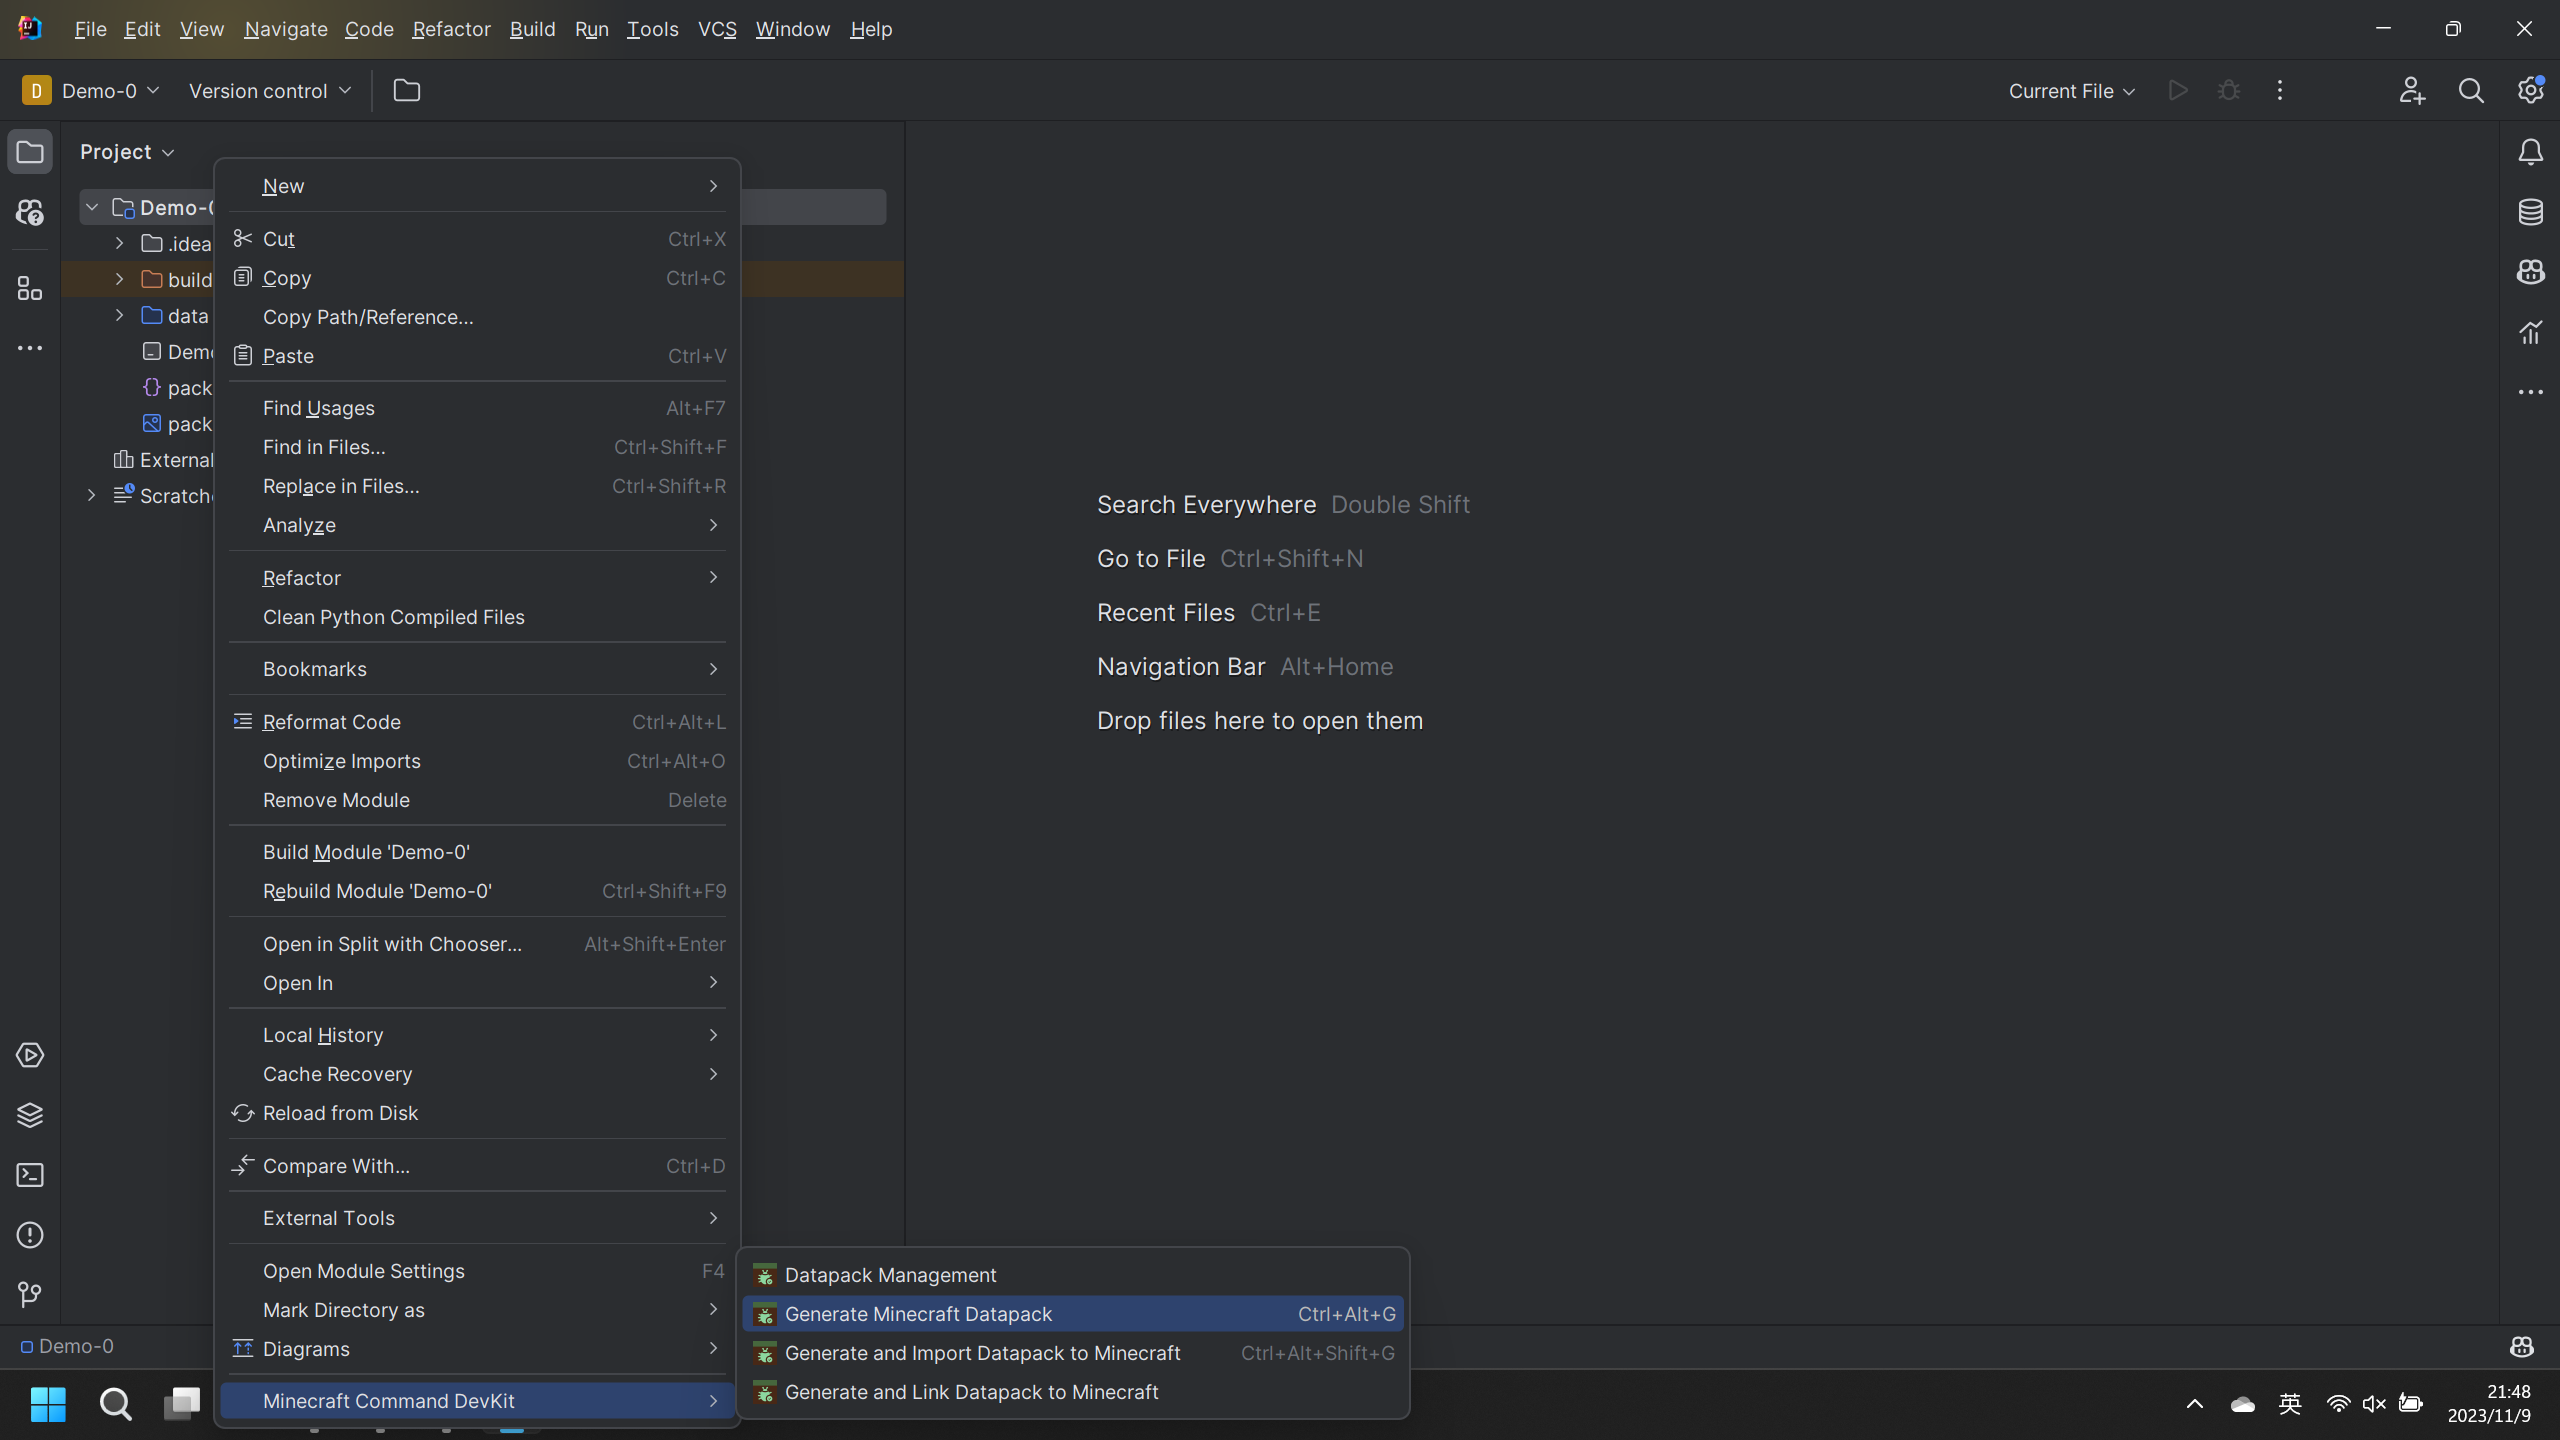 File Edit View Navigate Code Refactor Build Run Tools VCS Window Help
D Demo-0 Version control Current File
Project
Demo-0
.idea
build
data
Demo
pack
pack
External
Scratche
New
Cut Ctrl+X
Copy Ctrl+C
Copy Path/Reference...
Paste Ctrl+V
Find Usages Alt+F7
Find in Files... Ctrl+Shift+F
Replace in Files... Ctrl+Shift+R
Analyze
Refactor
Clean Python Compiled Files
Bookmarks
Reformat Code Ctrl+Alt+L
Optimize Imports Ctrl+Alt+O
Remove Module Delete
Build Module 'Demo-0'
Rebuild Module 'Demo-0' Ctrl+Shift+F9
Open in Split with Chooser... Alt+Shift+Enter
Open In
Local History
Cache Recovery
Reload from Disk
Compare With... Ctrl+D
External Tools
Open Module Settings F4
Mark Directory as
Diagrams
Minecraft Command DevKit
Datapack Management
Generate Minecraft Datapack Ctrl+Alt+G
Generate and Import Datapack to Minecraft Ctrl+Alt+Shift+G
Generate and Link Datapack to Minecraft
Search Everywhere Double Shift
Go to File Ctrl+Shift+N
Recent Files Ctrl+E
Navigation Bar Alt+Home
Drop files here to open them
Demo-0
英
21:48
2023/11/9